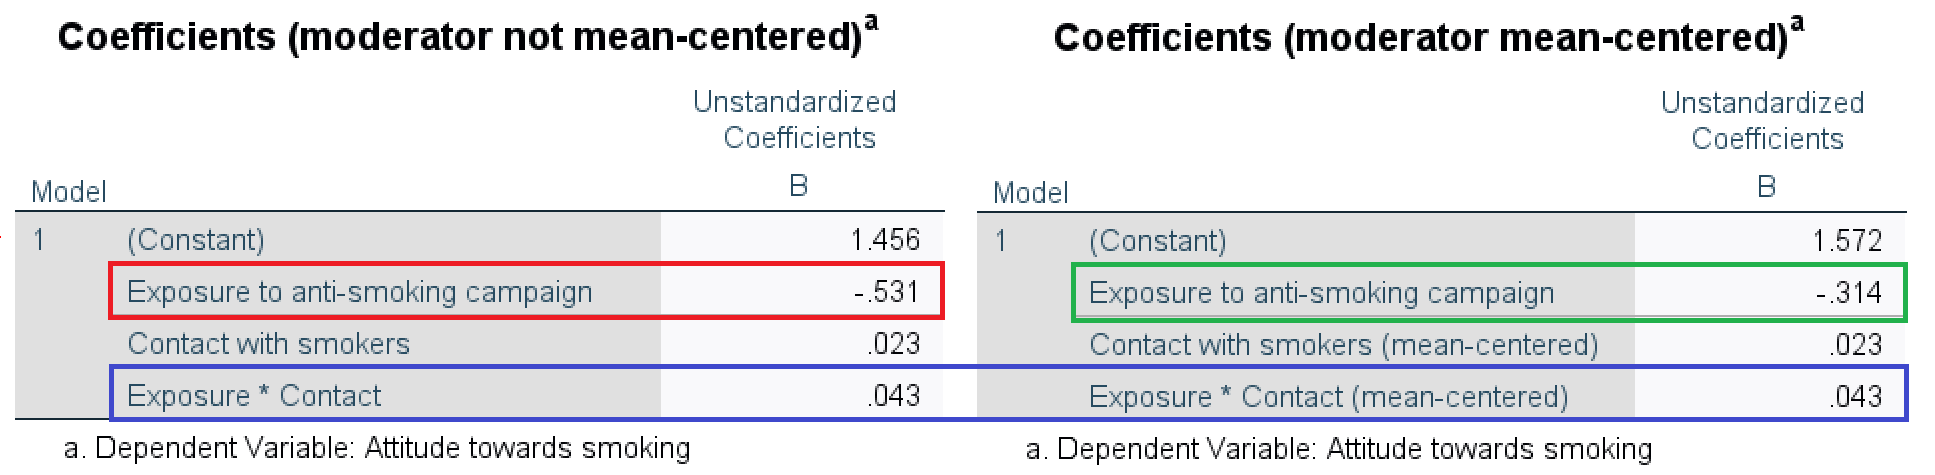 Coefficients (moderator not mean-centered)a
Unstandardized
Coefficients
Model B
1 (Constant) 1.456
Exposure to anti-smoking campaign -.531
Contact with smokers .023
Exposure * Contact .043
a. Dependent Variable: Attitude towards smoking
Coefficients (moderator mean-centered)a
Unstandardized
Coefficients
Model B
1 (Constant) 1.572
Exposure to anti-smoking campaign -.314
Contact with smokers (mean-centered) .023
Exposure * Contact (mean-centered) .043
a. Dependent Variable: Attitude towards smoking